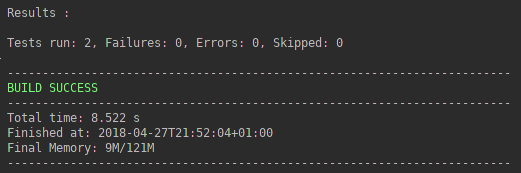 Results :
Tests run: 2, Failures: 0, Errors: 0, Skipped: 0
------------------------------------------------------------------------
BUILD SUCCESS
------------------------------------------------------------------------
Total time: 8.522 s
Finished at: 2018-04-27T21:52:04+01:00
Final Memory: 9M/121M
------------------------------------------------------------------------